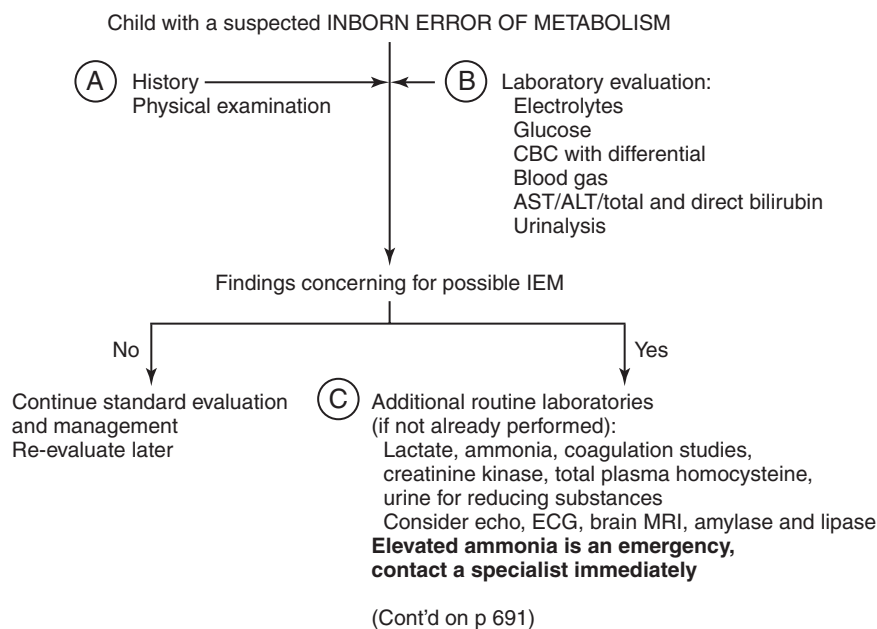 Child with a suspected INBORN ERROR OF METABOLISM
A
History
Physical examination
B
Laboratory evaluation:
Electrolytes
Glucose
CBC with differential
Blood gas
AST/ALT/total and direct bilirubin
Urinalysis
Findings concerning for possible IEM
No
Yes
Continue standard evaluation
and management
Re-evaluate later
C
Additional routine laboratories
(if not already performed):
Lactate, ammonia, coagulation studies,
creatinine kinase, total plasma homocysteine,
urine for reducing substances
Consider echo, ECG, brain MRI, amylase and lipase
Elevated ammonia is an emergency,
contact a specialist immediately
(Cont'd on p 691)